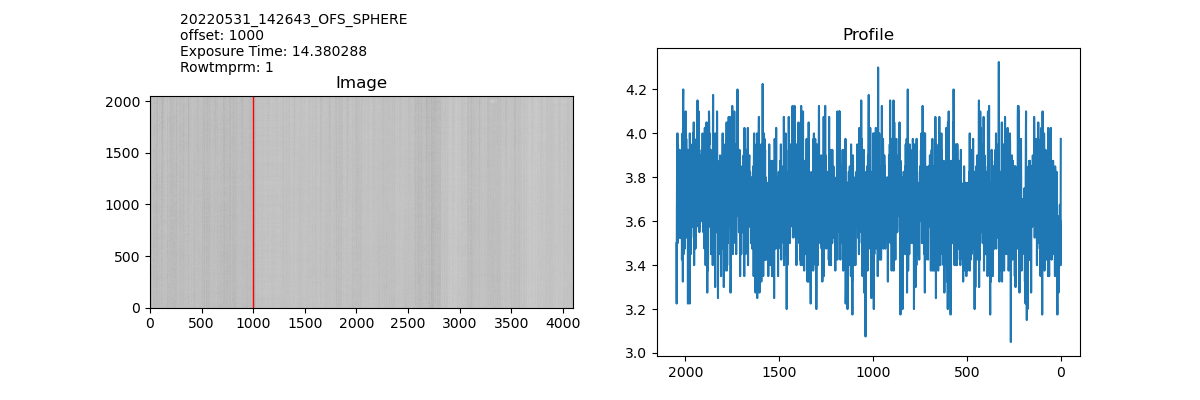 20220531_142643_OFS_SPHERE
offset: 1000
Exposure Time: 14.380288
Rowtmprm: 1
Image
2000
1500
1000
500
0
0 500 1000 1500 2000 2500 3000 3500 4000
Profile
4.2
4.0
3.8
3.6
3.4
3.2
3.0
2000 1500 1000 500 0